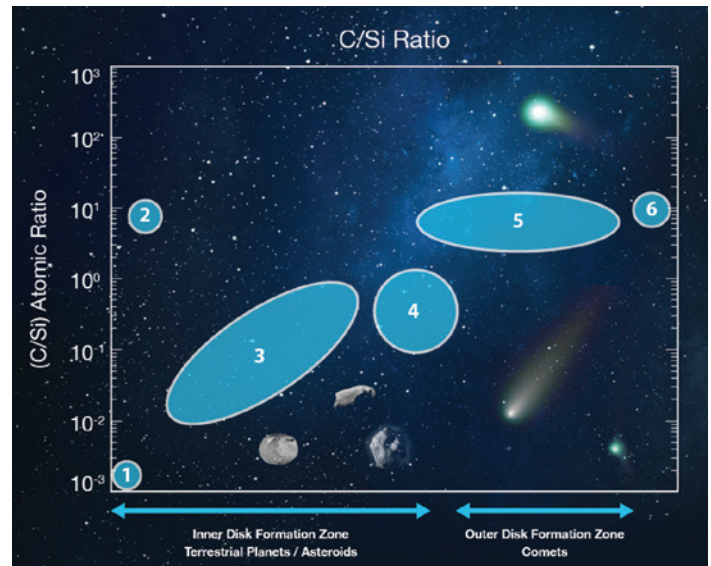 C/Si Ratio
(C/Si) Atomic Ratio
10³
10²
10¹
10⁰
10⁻¹
10⁻²
10⁻³
1
2
3
4
5
6
Inner Disk Formation Zone
Terrestrial Planets / Asteroids
Outer Disk Formation Zone
Comets